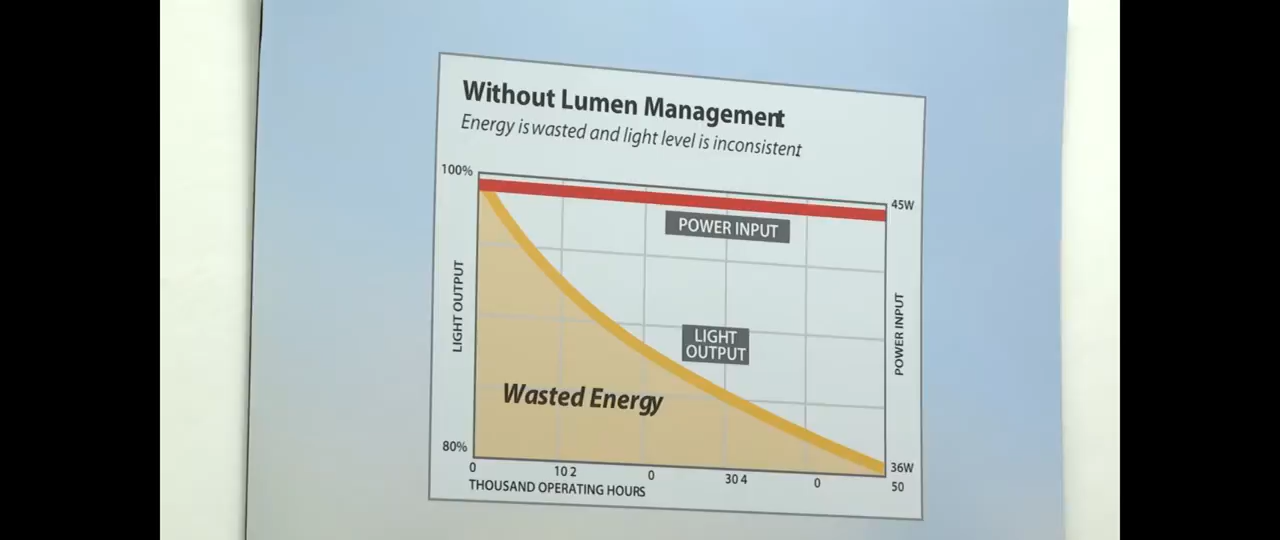 Without Lumen Management
Energy is wasted and light level is inconsistent
100%
45W
POWER INPUT
LIGHT OUTPUT
POWER INPUT
LIGHT
OUTPUT
Wasted Energy
80%
36W
0 10 2 0 30 4 0 50
THOUSAND OPERATING HOURS